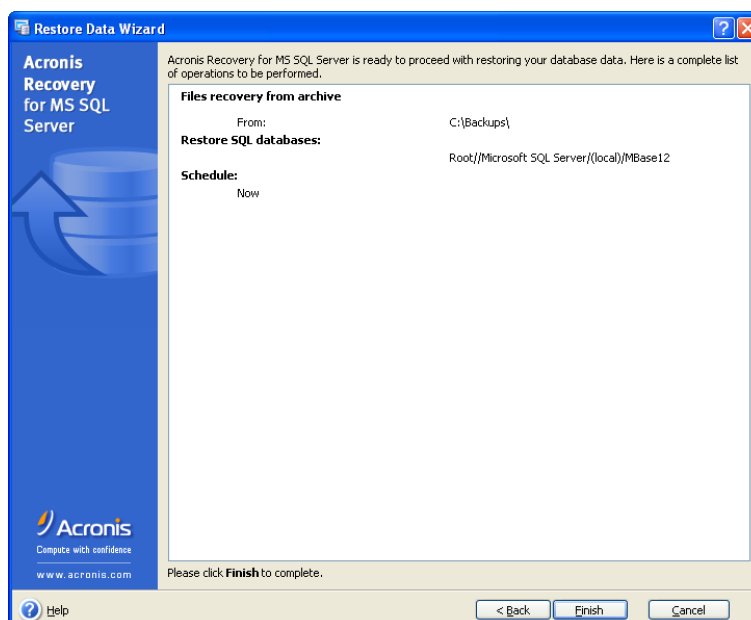 Restore Data Wizard
Acronis
Recovery
for MS SQL
Server
Acronis Recovery for MS SQL Server is ready to proceed with restoring your database data. Here is a complete list
of operations to be performed.
Files recovery from archive
From: C:\Backups\
Restore SQL databases:
Root//Microsoft SQL Server/(local)/MBase12
Schedule:
Now
Acronis
Compute with confidence
www.acronis.com
Please click Finish to complete.
? Help
< Back Finish Cancel